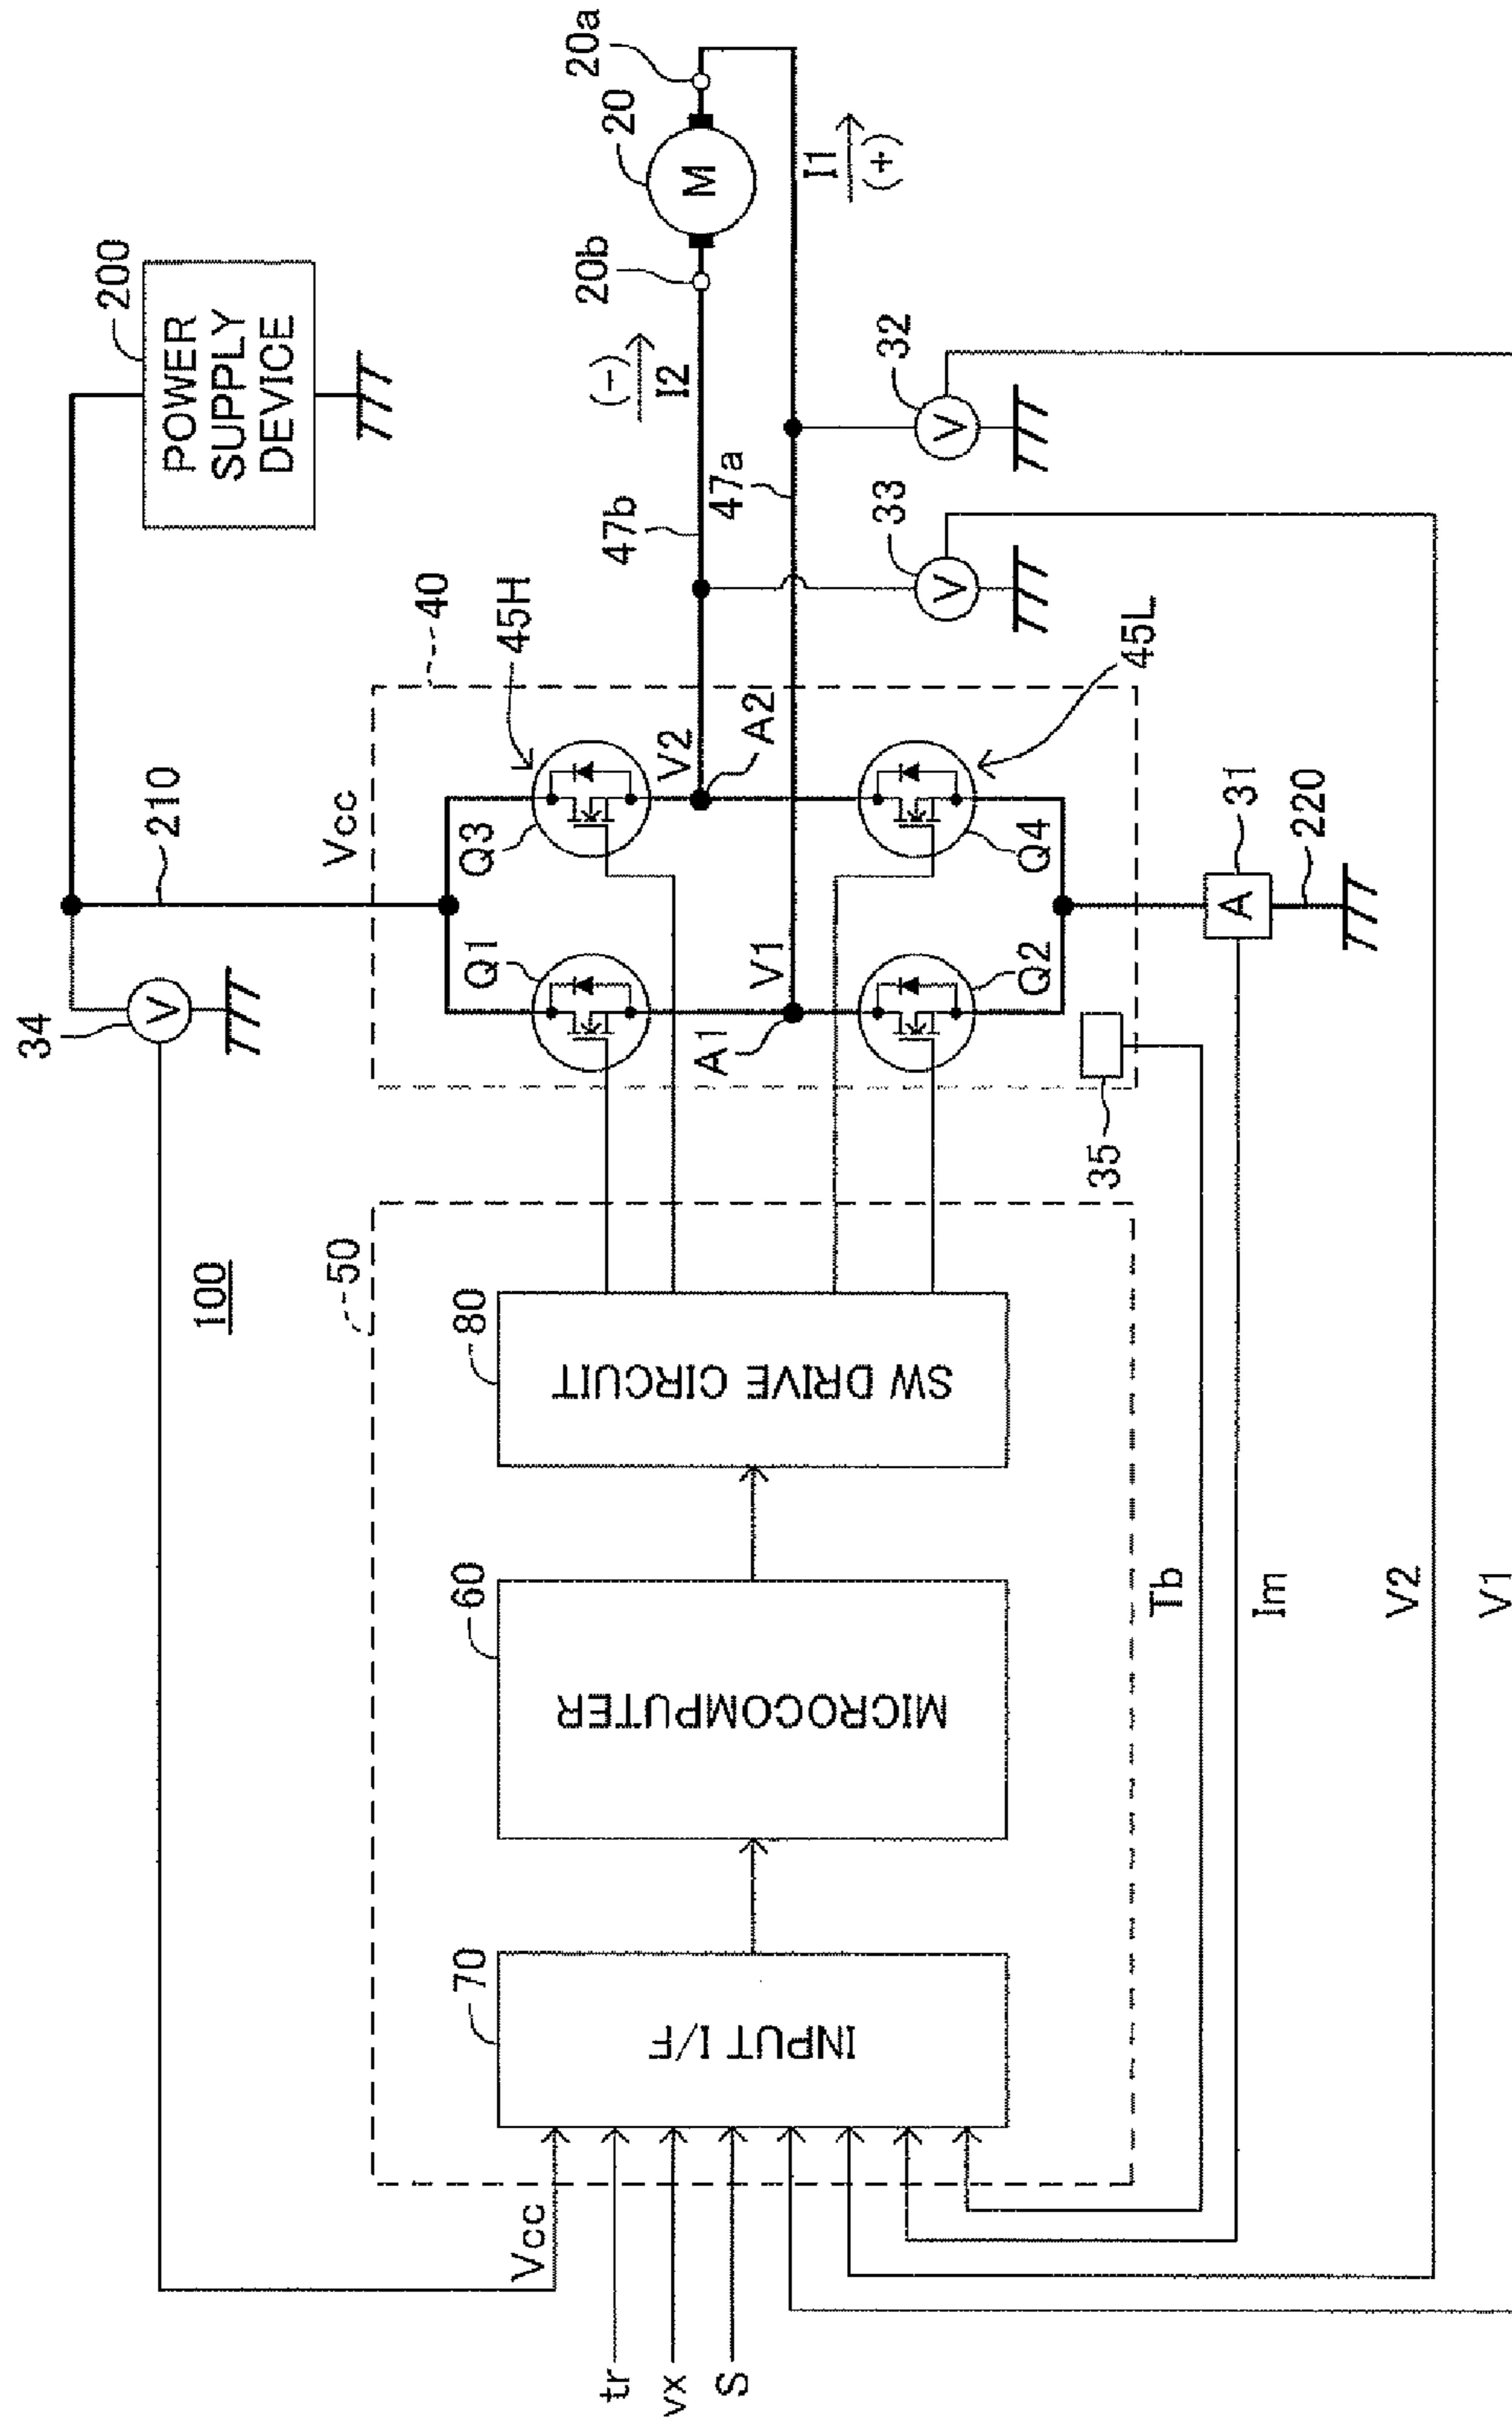 200
POWER
SUPPLY
DEVICE
34
V
210
Vcc
100
50
40
45H
Q1
Q3
V2
A2
A1
V1
Q2
Q4
45L
47b
47a
(-)
I2
20b
20
M
20a
I1
(+)
33
V
32
V
31
A
220
35
80
SW DRIVE CIRCUIT
60
MICROCOMPUTER
70
INPUT I/F
Vcc
tr
vx
S
Tb
Im
V2
V1